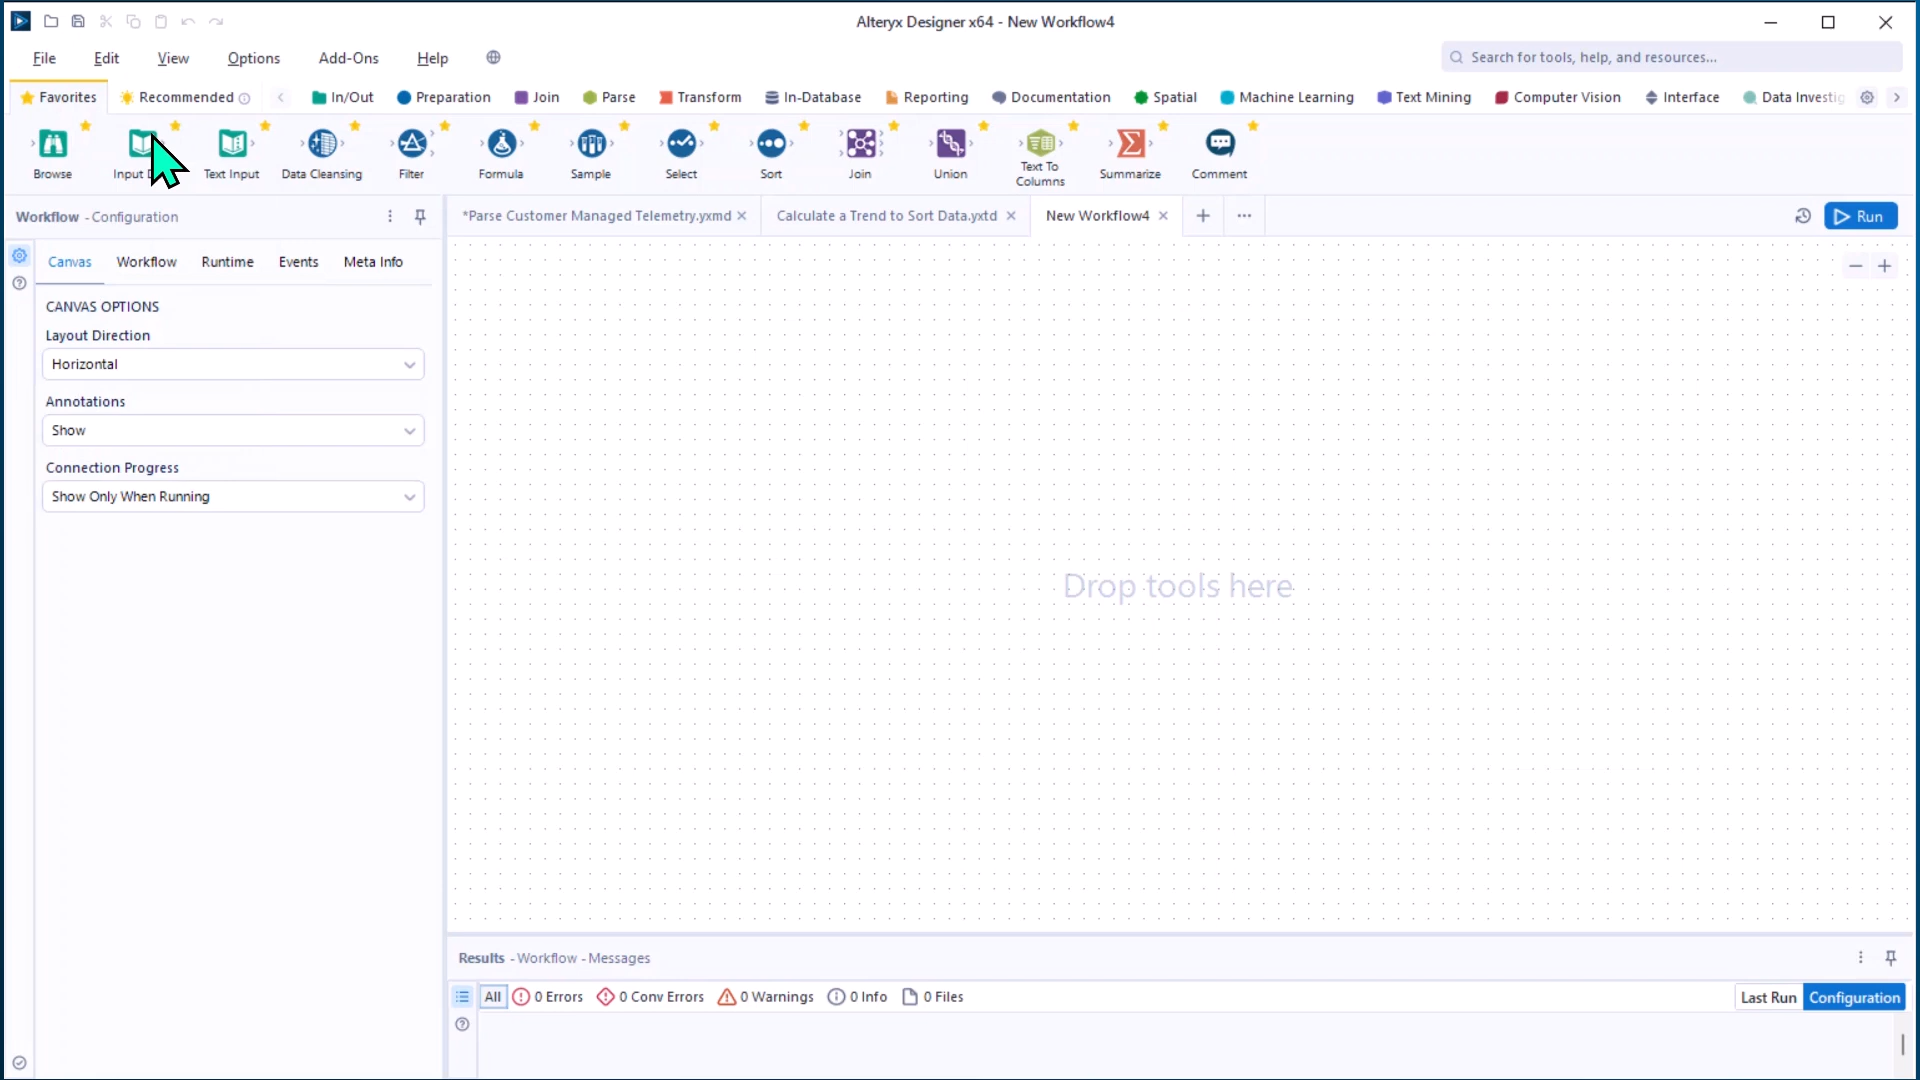 Alteryx Designer x64 - New Workflow4
File Edit View Options Add-Ons Help
Search for tools, help, and resources...
Favorites Recommended In/Out Preparation Join Parse Transform In-Database Reporting Documentation Spatial Machine Learning Text Mining Computer Vision Interface Data
Browse Input Text Input Data Cleansing Filter Formula Sample Select Sort Join Union Text To Columns Summarize Comment
Workflow - Configuration
*Parse Customer Managed Telemetry.yxmd Calculate a Trend to Sort Data.yxtd New Workflow4
Run
Canvas Workflow Runtime Events Meta Info
CANVAS OPTIONS
Layout Direction
Horizontal
Annotations
Show
Connection Progress
Show Only When Running
Drop tools here
Results - Workflow - Messages
All 0 Errors 0 Conv Errors 0 Warnings 0 Info 0 Files
Last Run Configuration